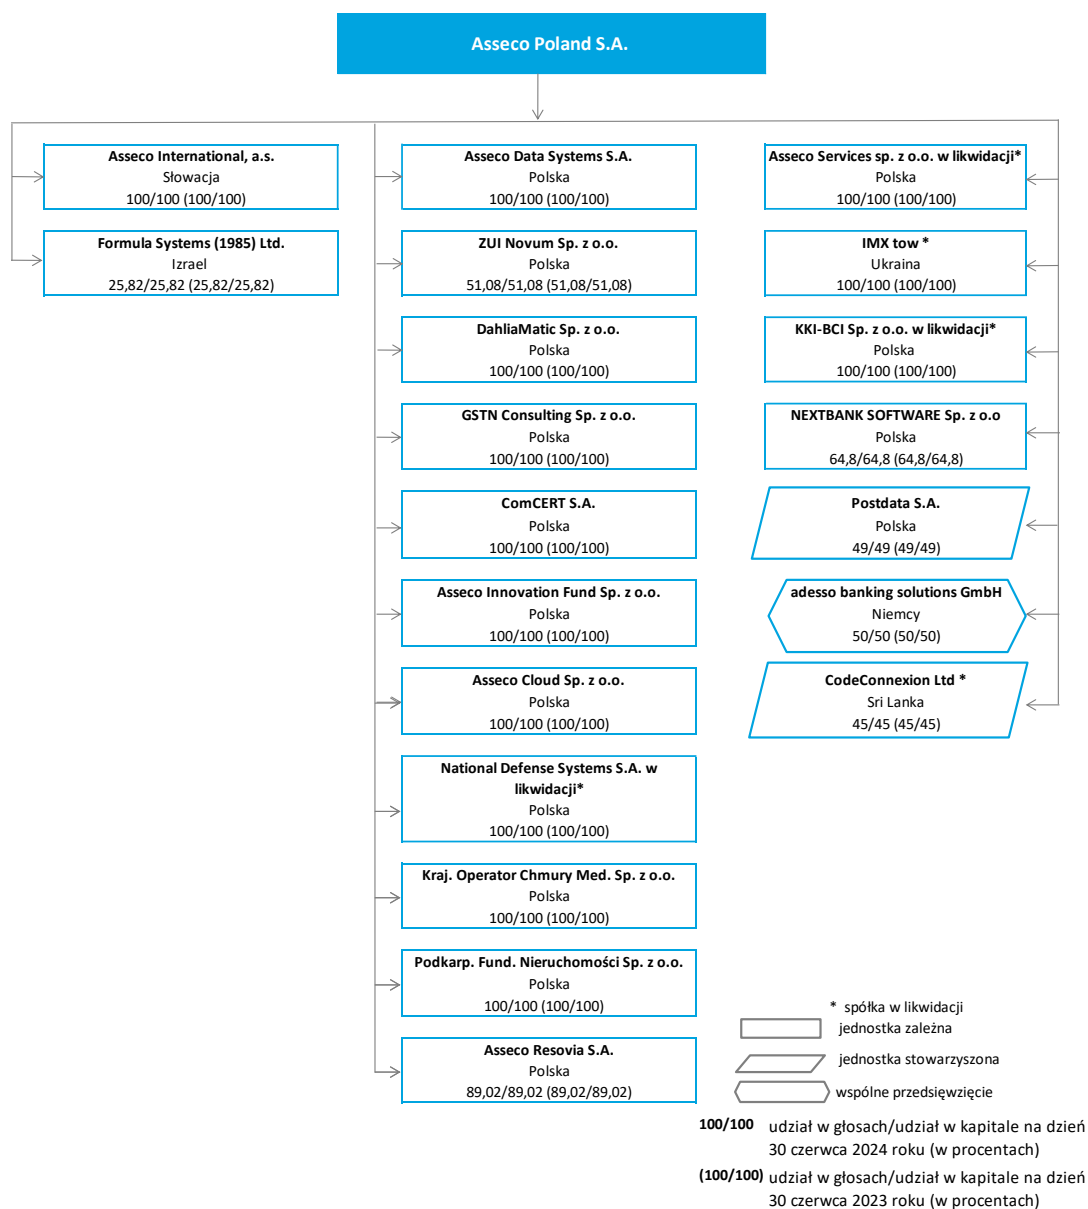 Asseco Poland S.A.
Asseco International, a.s.
Słowacja
100/100 (100/100)
Formula Systems (1985) Ltd.
Izrael
25,82/25,82 (25,82/25,82)
Asseco Data Systems S.A.
Polska
100/100 (100/100)
ZUI Novum Sp. z o.o.
Polska
51,08/51,08 (51,08/51,08)
DahliaMatic Sp. z o.o.
Polska
100/100 (100/100)
GSTN Consulting Sp. z o.o.
Polska
100/100 (100/100)
ComCERT S.A.
Polska
100/100 (100/100)
Asseco Innovation Fund Sp. z o.o.
Polska
100/100 (100/100)
Asseco Cloud Sp. z o.o.
Polska
100/100 (100/100)
National Defense Systems S.A. w
likwidacji*
Polska
100/100 (100/100)
Kraj. Operator Chmury Med. Sp. z o.o.
Polska
100/100 (100/100)
Podkarp. Fund. Nieruchomości Sp. z o.o.
Polska
100/100 (100/100)
Asseco Resovia S.A.
Polska
89,02/89,02 (89,02/89,02)
Asseco Services sp. z o.o. w likwidacji*
Polska
100/100 (100/100)
IMX tow *
Ukraina
100/100 (100/100)
KKI-BCI Sp. z o.o. w likwidacji*
Polska
100/100 (100/100)
NEXTBANK SOFTWARE Sp. z o.o
Polska
64,8/64,8 (64,8/64,8)
Postdata S.A.
Polska
49/49 (49/49)
adesso banking solutions GmbH
Niemcy
50/50 (50/50)
CodeConnexion Ltd *
Sri Lanka
45/45 (45/45)
* spółka w likwidacji
jednostka zależna
jednostka stowarzyszona
wspólne przedsięwzięcie
100/100 udział w głosach/udział w kapitale na dzień
30 czerwca 2024 roku (w procentach)
(100/100) udział w głosach/udział w kapitale na dzień
30 czerwca 2023 roku (w procentach)